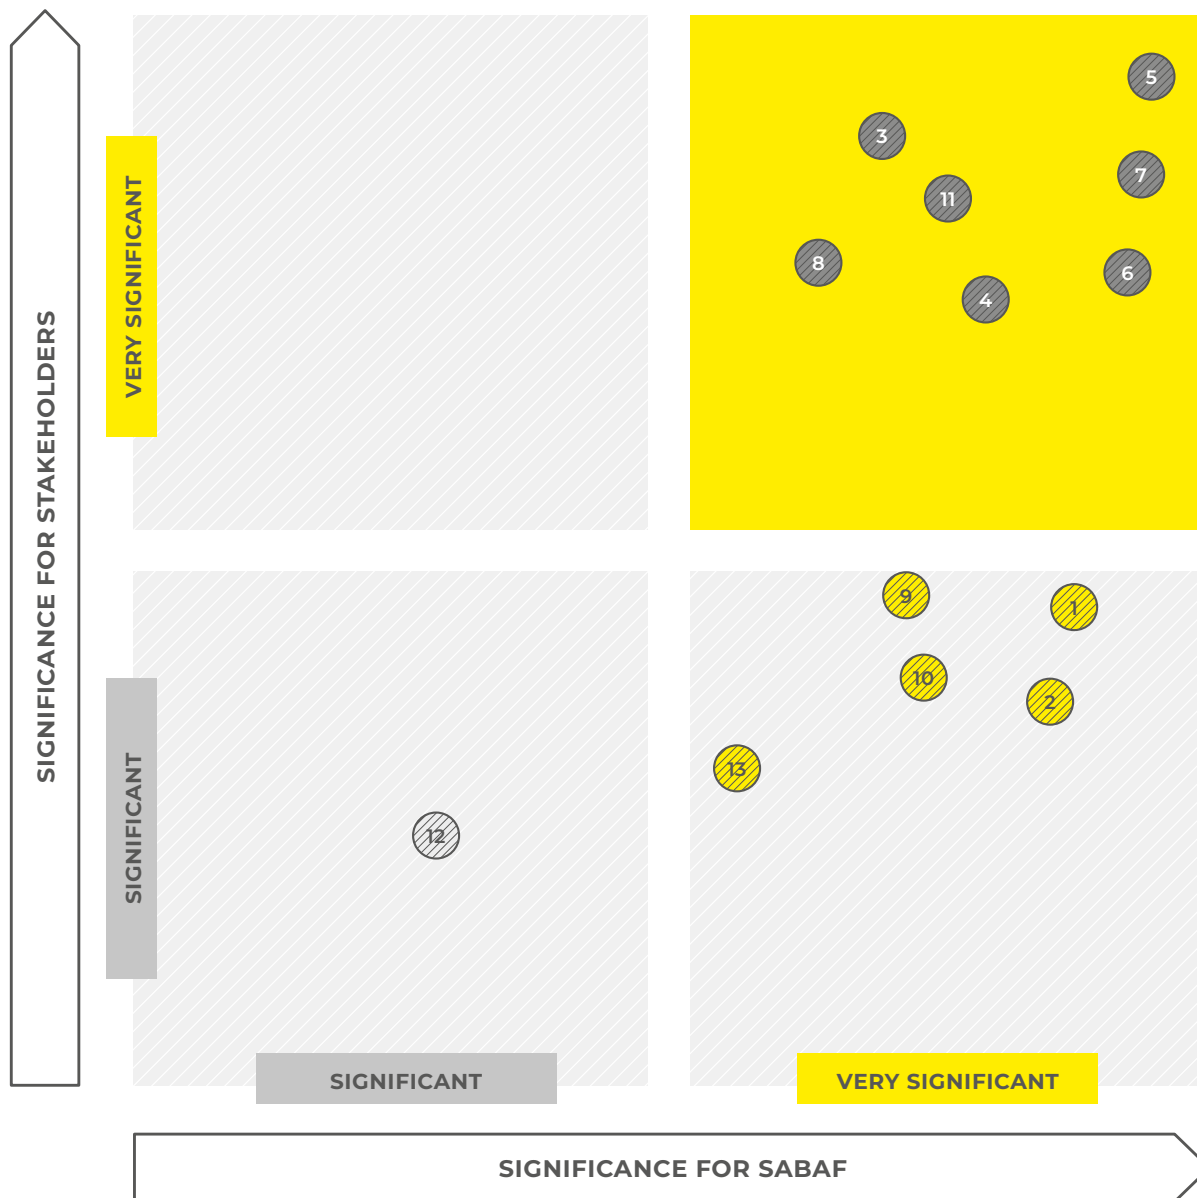 SIGNIFICANCE FOR STAKEHOLDERS
VERY SIGNIFICANT
5
3
7
11
8
6
4
SIGNIFICANT
9
1
10
2
13
12
SIGNIFICANT
VERY SIGNIFICANT
SIGNIFICANCE FOR SABAF